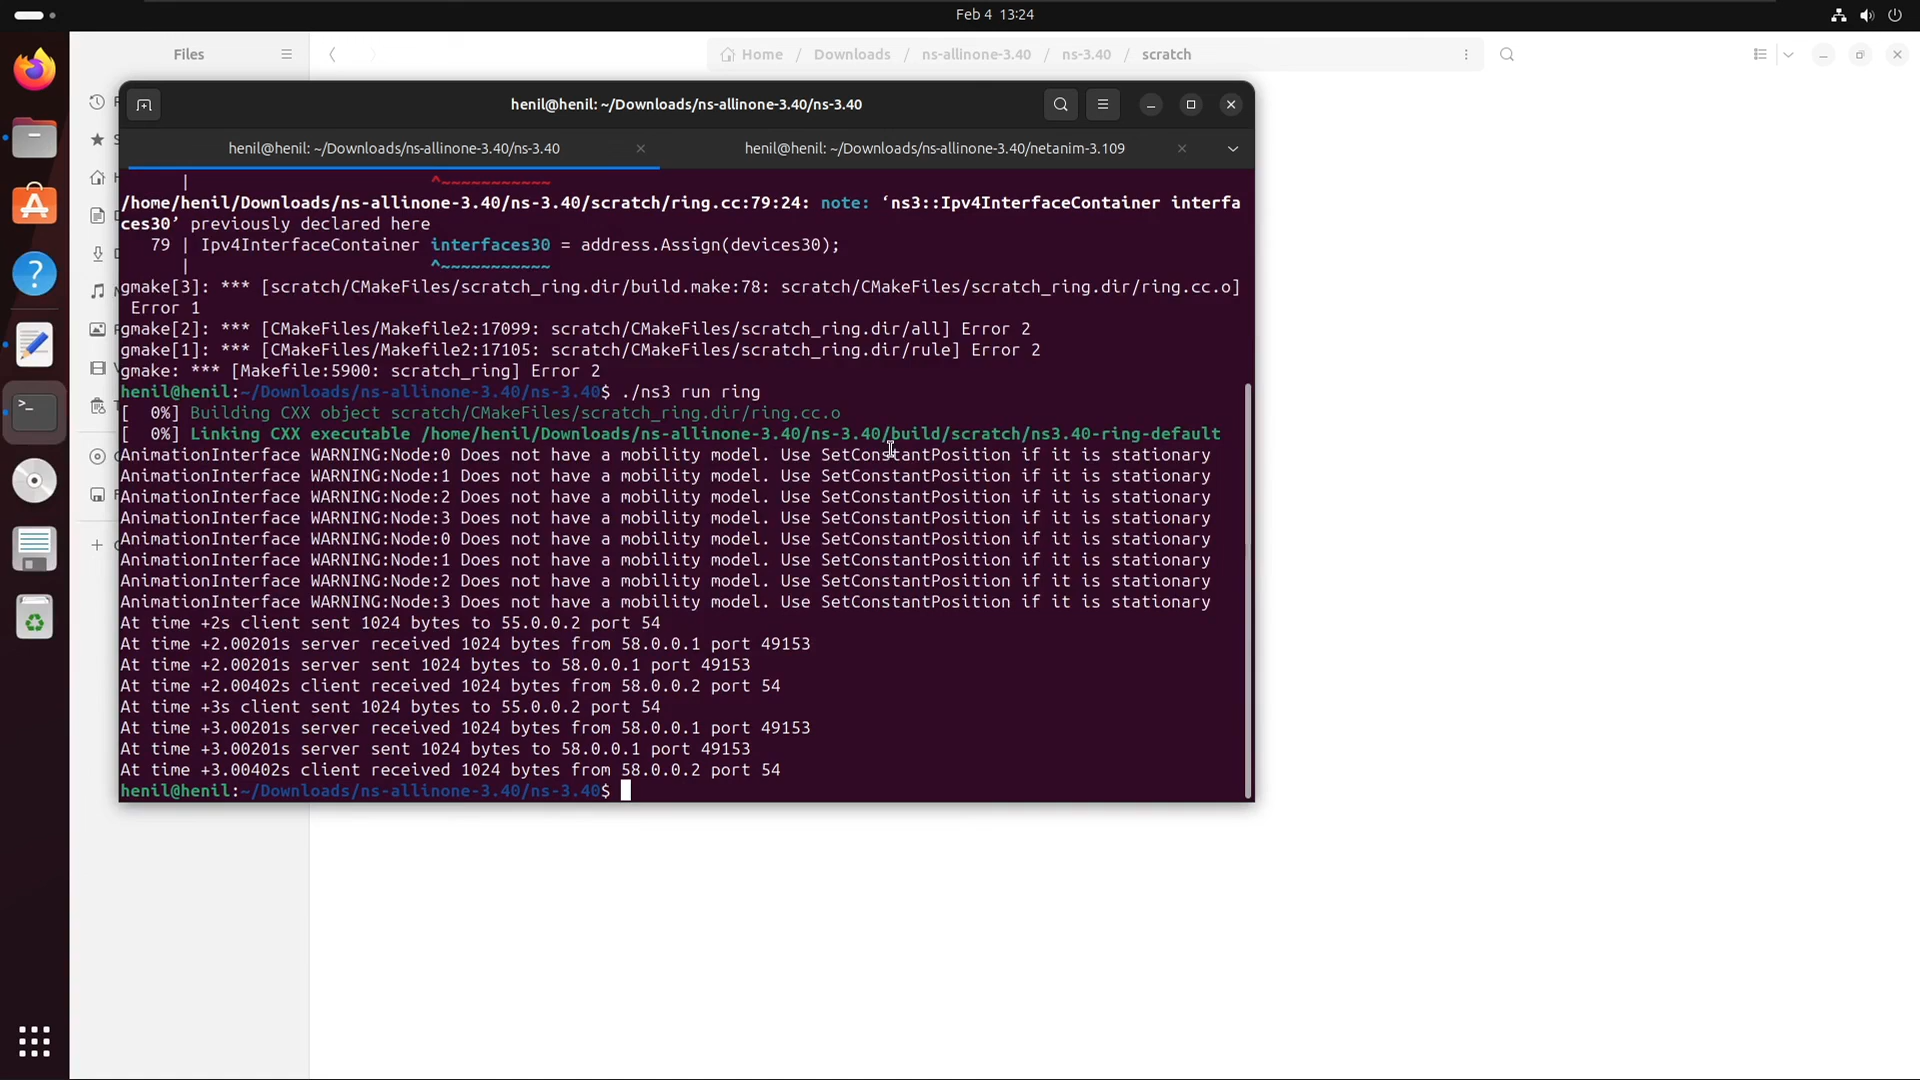 Feb 4 13:24
Files
Home / Downloads / ns-allinone-3.40 / ns-3.40 / scratch
henil@henil: ~/Downloads/ns-allinone-3.40/ns-3.40
henil@henil: ~/Downloads/ns-allinone-3.40/ns-3.40
henil@henil: ~/Downloads/ns-allinone-3.40/netanim-3.109
| ^~~~~~~~~~~~
/home/henil/Downloads/ns-allinone-3.40/ns-3.40/scratch/ring.cc:79:24: note: ‘ns3::Ipv4InterfaceContainer interfa
ces30’ previously declared here
79 | Ipv4InterfaceContainer interfaces30 = address.Assign(devices30);
| ^~~~~~~~~~~~
gmake[3]: *** [scratch/CMakeFiles/scratch_ring.dir/build.make:78: scratch/CMakeFiles/scratch_ring.dir/ring.cc.o]
Error 1
gmake[2]: *** [CMakeFiles/Makefile2:17099: scratch/CMakeFiles/scratch_ring.dir/all] Error 2
gmake[1]: *** [CMakeFiles/Makefile2:17105: scratch/CMakeFiles/scratch_ring.dir/rule] Error 2
gmake: *** [Makefile:5900: scratch_ring] Error 2
henil@henil:~/Downloads/ns-allinone-3.40/ns-3.40$ ./ns3 run ring
[  0%] Building CXX object scratch/CMakeFiles/scratch_ring.dir/ring.cc.o
[  0%] Linking CXX executable /home/henil/Downloads/ns-allinone-3.40/ns-3.40/build/scratch/ns3.40-ring-default
AnimationInterface WARNING:Node:0 Does not have a mobility model. Use SetConstantPosition if it is stationary
AnimationInterface WARNING:Node:1 Does not have a mobility model. Use SetConstantPosition if it is stationary
AnimationInterface WARNING:Node:2 Does not have a mobility model. Use SetConstantPosition if it is stationary
AnimationInterface WARNING:Node:3 Does not have a mobility model. Use SetConstantPosition if it is stationary
AnimationInterface WARNING:Node:0 Does not have a mobility model. Use SetConstantPosition if it is stationary
AnimationInterface WARNING:Node:1 Does not have a mobility model. Use SetConstantPosition if it is stationary
AnimationInterface WARNING:Node:2 Does not have a mobility model. Use SetConstantPosition if it is stationary
AnimationInterface WARNING:Node:3 Does not have a mobility model. Use SetConstantPosition if it is stationary
At time +2s client sent 1024 bytes to 55.0.0.2 port 54
At time +2.00201s server received 1024 bytes from 58.0.0.1 port 49153
At time +2.00201s server sent 1024 bytes to 58.0.0.1 port 49153
At time +2.00402s client received 1024 bytes from 58.0.0.2 port 54
At time +3s client sent 1024 bytes to 55.0.0.2 port 54
At time +3.00201s server received 1024 bytes from 58.0.0.1 port 49153
At time +3.00201s server sent 1024 bytes to 58.0.0.1 port 49153
At time +3.00402s client received 1024 bytes from 58.0.0.2 port 54
henil@henil:~/Downloads/ns-allinone-3.40/ns-3.40$